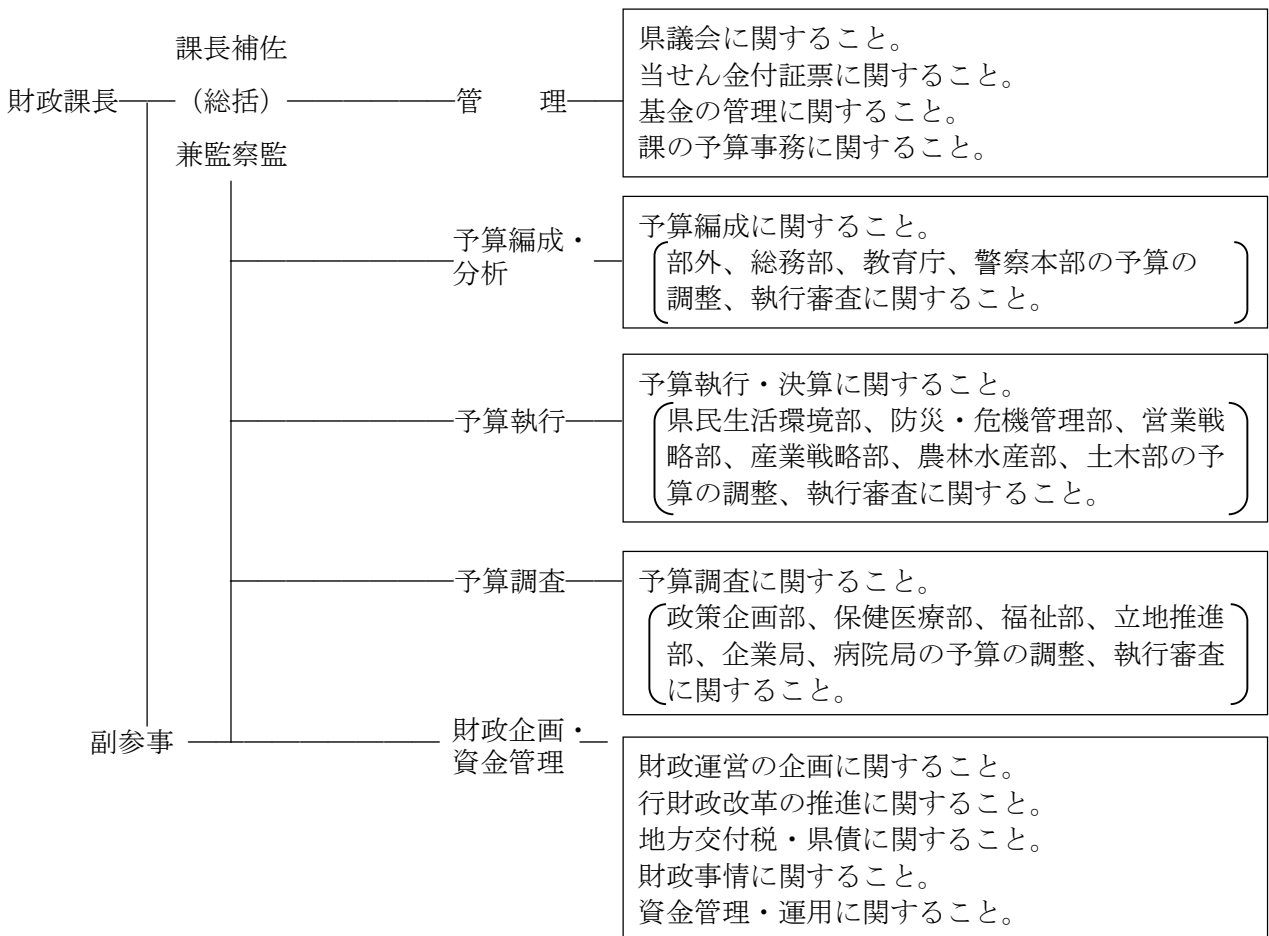 課長補佐
財政課長
(総括)
兼監察監
管　　理
県議会に関すること。
当せん金付証票に関すること。
基金の管理に関すること。
課の予算事務に関すること。
予算編成・
分析
予算編成に関すること。
部外、総務部、教育庁、警察本部の予算の
調整、執行審査に関すること。
予算執行
予算執行・決算に関すること。
県民生活環境部、防災・危機管理部、営業戦
略部、産業戦略部、農林水産部、土木部の予
算の調整、執行審査に関すること。
予算調査
予算調査に関すること。
政策企画部、保健医療部、福祉部、立地推進
部、企業局、病院局の予算の調整、執行審査
に関すること。
副参事
財政企画・
資金管理
財政運営の企画に関すること。
行財政改革の推進に関すること。
地方交付税・県債に関すること。
財政事情に関すること。
資金管理・運用に関すること。